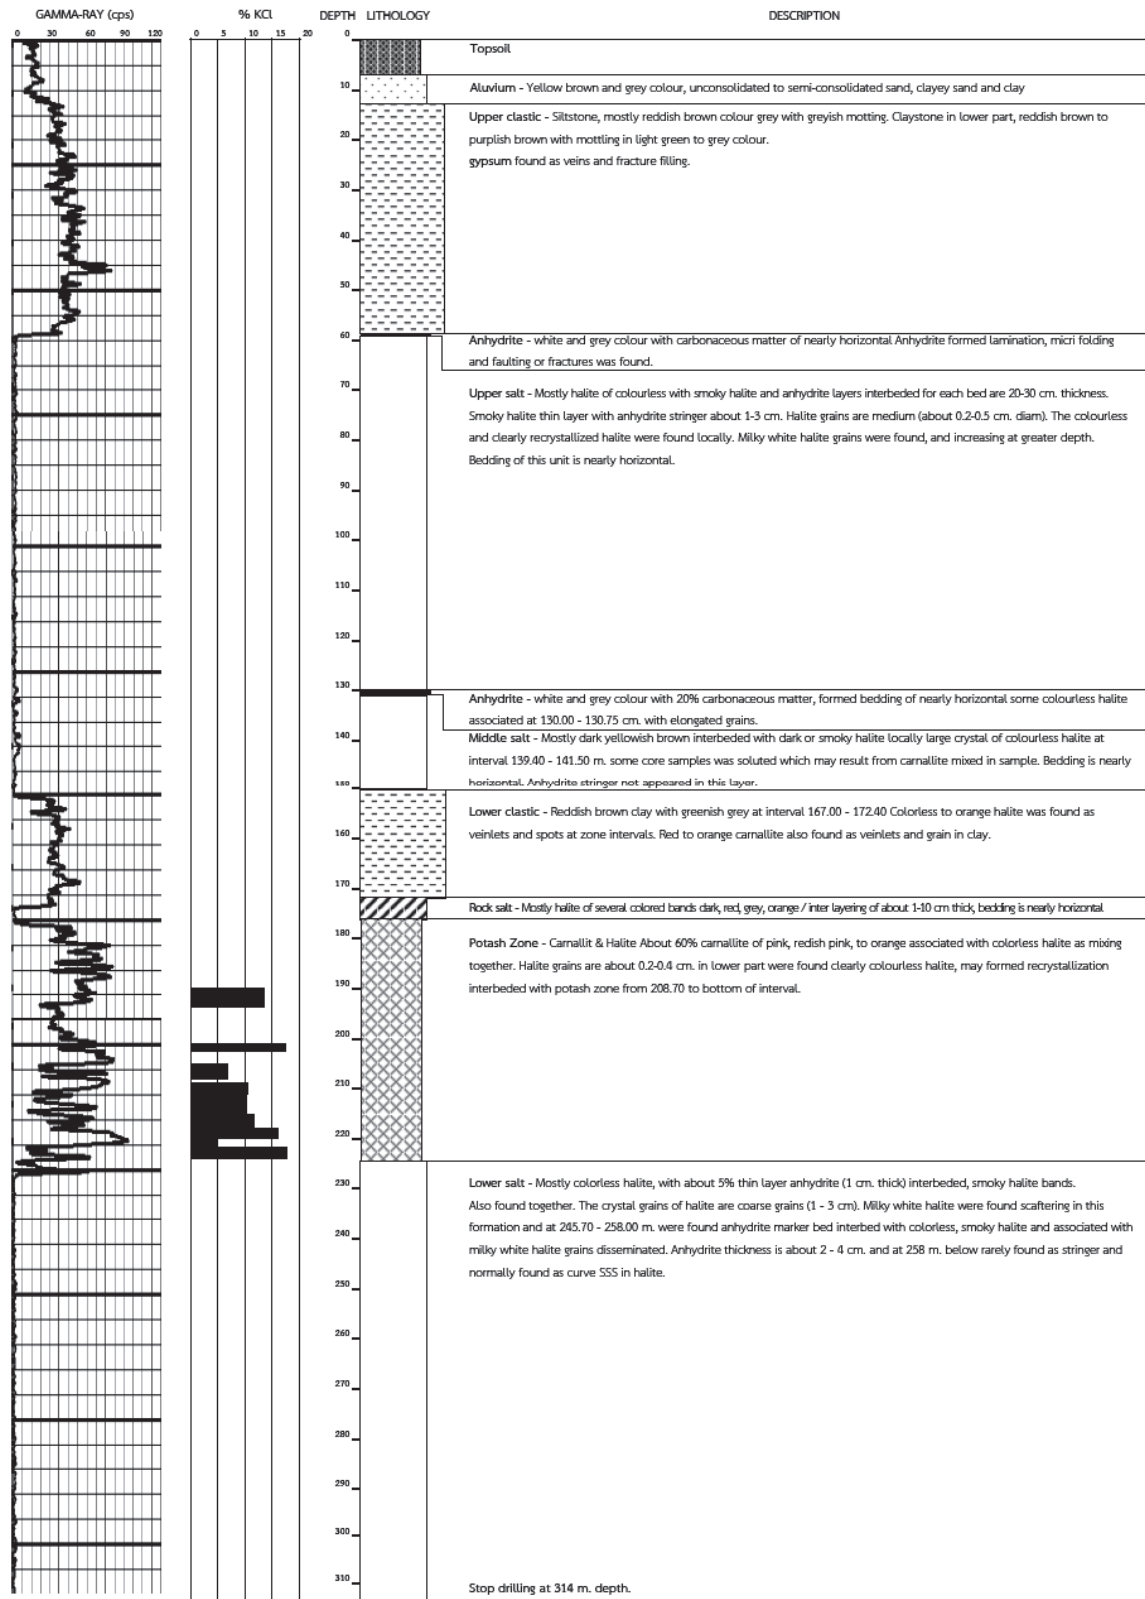 GAMMA-RAY (cps) % KCl DEPTH LITHOLOGY DESCRIPTION
0 30 60 90 120 0 5 10 15 20 0
Topsoil
10
Aluvium - Yellow brown and grey colour, unconsolidated to semi-consolidated sand, clayey sand and clay
Upper clastic - Siltstone, mostly reddish brown colour grey with greyish motting. Claystone in lower part, reddish brown to
20
purplish brown with mottling in light green to grey colour.
gypsum found as veins and fracture filling.
30
40
50
60
Anhydrite - white and grey colour with carbonaceous matter of nearly horizontal Anhydrite formed lamination, micri folding
and faulting or fractures was found.
70
Upper salt - Mostly halite of colourless with smoky halite and anhydrite layers interbeded for each bed are 20-30 cm. thickness.
Smoky halite thin layer with anhydrite stringer about 1-3 cm. Halite grains are medium (about 0.2-0.5 cm. diam). The colourless
80
and clearly recrystallized halite were found locally. Milky white halite grains were found, and increasing at greater depth.
Bedding of this unit is nearly horizontal.
90
100
110
120
130
Anhydrite - white and grey colour with 20% carbonaceous matter, formed bedding of nearly horizontal some colourless halite
associated at 130.00 - 130.75 cm. with elongated grains.
140
Middle salt - Mostly dark yellowish brown interbeded with dark or smoky halite locally large crystal of colourless halite at
interval 139.40 - 141.50 m. some core samples was soluted which may result from carnallite mixed in sample. Bedding is nearly
150
horizontal. Anhydrite stringer not appeared in this layer.
Lower clastic - Reddish brown clay with greenish grey at interval 167.00 - 172.40 Colorless to orange halite was found as
160
veinlets and spots at zone intervals. Red to orange carnallite also found as veinlets and grain in clay.
170
Rock salt - Mostly halite of several colored bands dark, red, grey, orange / inter layering of about 1-10 cm thick, bedding is nearly horizontal
180
Potash Zone - Carnallit & Halite About 60% carnallite of pink, redish pink, to orange associated with colorless halite as mixing
together. Halite grains are about 0.2-0.4 cm. in lower part were found clearly colourless halite, may formed recrystallization
190
interbeded with potash zone from 208.70 to bottom of interval.
200
210
220
230
Lower salt - Mostly colorless halite, with about 5% thin layer anhydrite (1 cm. thick) interbeded, smoky halite bands.
Also found together. The crystal grains of halite are coarse grains (1 - 3 cm). Milky white halite were found scaftering in this
240
formation and at 245.70 - 258.00 m. were found anhydrite marker bed interbed with colorless, smoky halite and associated with
milky white halite grains disseminated. Anhydrite thickness is about 2 - 4 cm. and at 258 m. below rarely found as stringer and
250
normally found as curve SSS in halite.
260
270
280
290
300
310
Stop drilling at 314 m. depth.